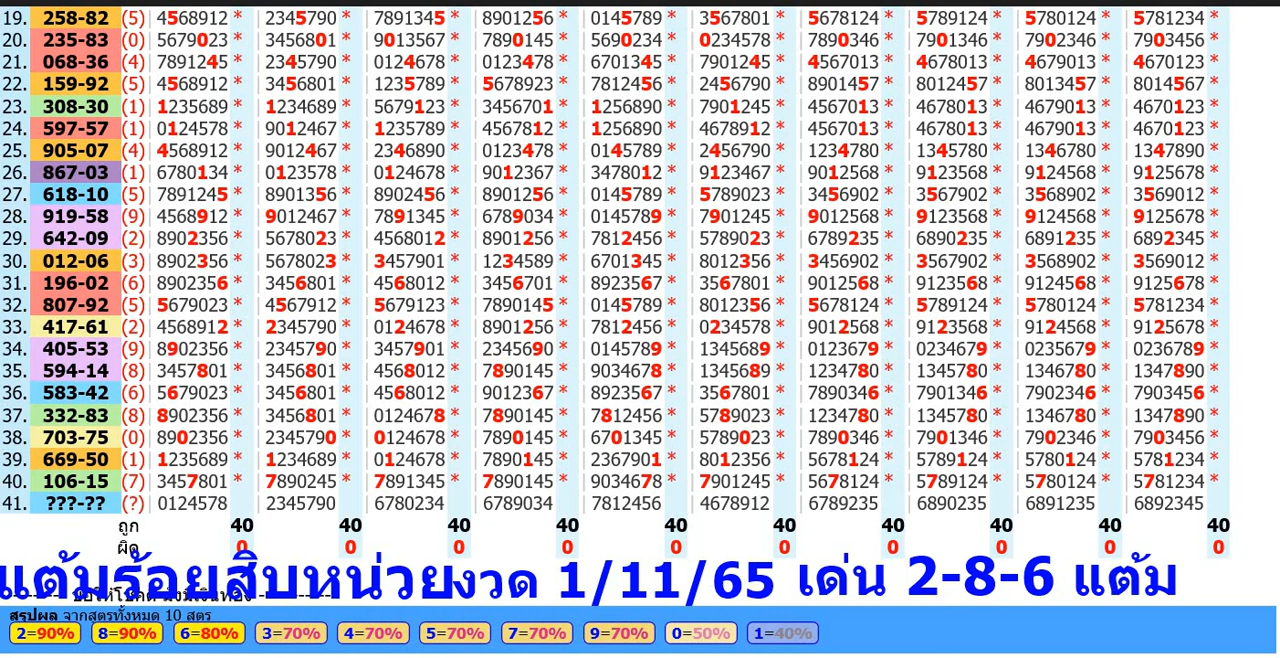 19. 258-82 (5) 4568912 * 2345790 * 7891345 * 8901256 * 0145789 * 3567801 * 5678124 * 5789124 * 5780124 * 5781234 *
20. 235-83 (0) 5679023 * 3456801 * 9013567 * 7890145 * 5690234 * 0234578 * 7890346 * 7901346 * 7902346 * 7903456 *
21. 068-36 (4) 7891245 * 2345790 * 0124678 * 0123478 * 6701345 * 7901245 * 4567013 * 4678013 * 4679013 * 4670123 *
22. 159-92 (5) 4568912 * 3456801 * 1235789 * 5678923 * 7812456 * 2456790 * 8901457 * 8012457 * 8013457 * 8014567 *
23. 308-30 (1) 1235689 * 1234689 * 5679123 * 3456701 * 1256890 * 7901245 * 4567013 * 4678013 * 4679013 * 4670123 *
24. 597-57 (1) 0124578 * 9012467 * 1235789 * 4567812 * 1256890 * 4678912 * 4567013 * 4678013 * 4679013 * 4670123 *
25. 905-07 (4) 4568912 * 9012467 * 2346890 * 0123478 * 0145789 * 2456790 * 1234780 * 1345780 * 1346780 * 1347890 *
26. 867-03 (1) 6780134 * 0123578 * 0124678 * 9012367 * 3478012 * 9123467 * 9012568 * 9123568 * 9124568 * 9125678 *
27. 618-10 (5) 7891245 * 8901356 * 8902456 * 8901256 * 0145789 * 5789023 * 3456902 * 3567902 * 3568902 * 3569012 *
28. 919-58 (9) 4568912 * 9012467 * 7891345 * 6789034 * 0145789 * 7901245 * 9012568 * 9123568 * 9124568 * 9125678 *
29. 642-09 (2) 8902356 * 5678023 * 4568012 * 8901256 * 7812456 * 5789023 * 6789235 * 6890235 * 6891235 * 6892345 *
30. 012-06 (3) 8902356 * 5678023 * 3457901 * 1234589 * 6701345 * 8012356 * 3456902 * 3567902 * 3568902 * 3569012 *
31. 196-02 (6) 8902356 * 3456801 * 4568012 * 3456701 * 8923567 * 3567801 * 9012568 * 9123568 * 9124568 * 9125678 *
32. 807-92 (5) 5679023 * 4567912 * 5679123 * 7890145 * 0145789 * 8012356 * 5678124 * 5789124 * 5780124 * 5781234 *
33. 417-61 (2) 4568912 * 2345790 * 0124678 * 8901256 * 7812456 * 0234578 * 9012568 * 9123568 * 9124568 * 9125678 *
34. 405-53 (9) 8902356 * 2345790 * 3457901 * 2345690 * 0145789 * 1345689 * 0123679 * 0234679 * 0235679 * 0236789 *
35. 594-14 (8) 3457801 * 3456801 * 4568012 * 7890145 * 9034678 * 1345689 * 1234780 * 1345780 * 1346780 * 1347890 *
36. 583-42 (6) 5679023 * 3456801 * 4568012 * 9012367 * 8923567 * 3567801 * 7890346 * 7901346 * 7902346 * 7903456 *
37. 332-83 (8) 8902356 * 3456801 * 0124678 * 7890145 * 7812456 * 5789023 * 1234780 * 1345780 * 1346780 * 1347890 *
38. 703-75 (0) 8902356 * 2345790 * 0124678 * 7890145 * 6701345 * 5789023 * 7890346 * 7901346 * 7902346 * 7903456 *
39. 669-50 (1) 1235689 * 1234689 * 0124678 * 7890145 * 2367901 * 8012356 * 5678124 * 5789124 * 5780124 * 5781234 *
40. 106-15 (7) 3457801 * 7890245 * 7891345 * 7890145 * 9034678 * 7901245 * 5678124 * 5789124 * 5780124 * 5781234 *
41. ???-?? (?) 0124578 2345790 6780234 6789034 7812456 4678912 6789235 6890235 6891235 6892345
ถูก 40 40 40 40 40 40 40 40 40 40
ผิด 0 0 0 0 0 0 0 0 0 0
แต้มร้อยสิบหน่วยงวด 1/11/65 เด่น 2-8-6 แต้ม
สรุปผล จากสูตรทั้งหมด 10 สูตร
2=90% 8=90% 6=80% 3=70% 4=70% 5=70% 7=70% 9=70% 0=50% 1=40%